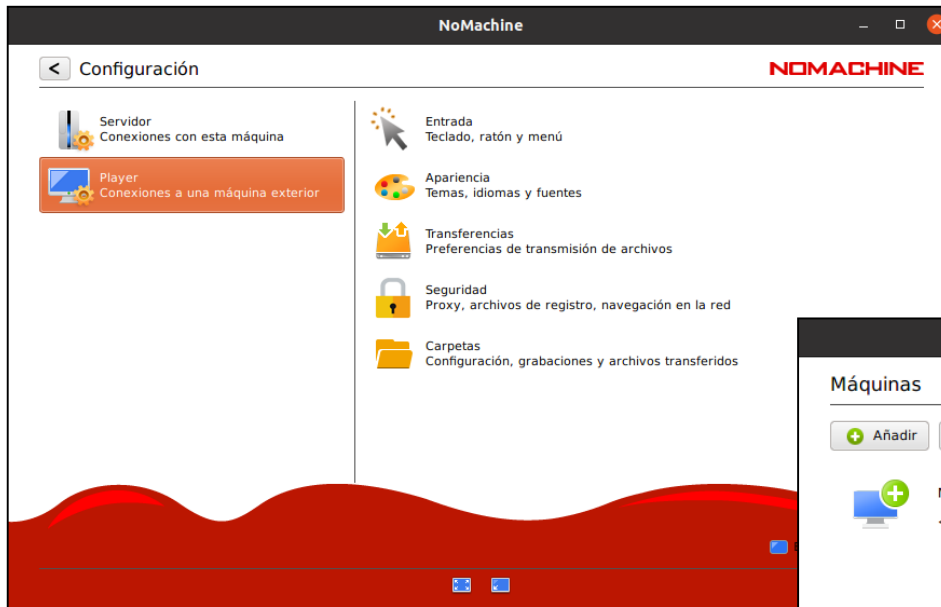 NoMachine
< Configuración
NOMACHINE
Servidor
Conexiones con esta máquina
Player
Conexiones a una máquina exterior
Entrada
Teclado, ratón y menú
Apariencia
Temas, idiomas y fuentes
Transferencias
Preferencias de transmisión de archivos
Seguridad
Proxy, archivos de registro, navegación en la red
Carpetas
Configuración, grabaciones y archivos transferidos
Máquinas
Añadir